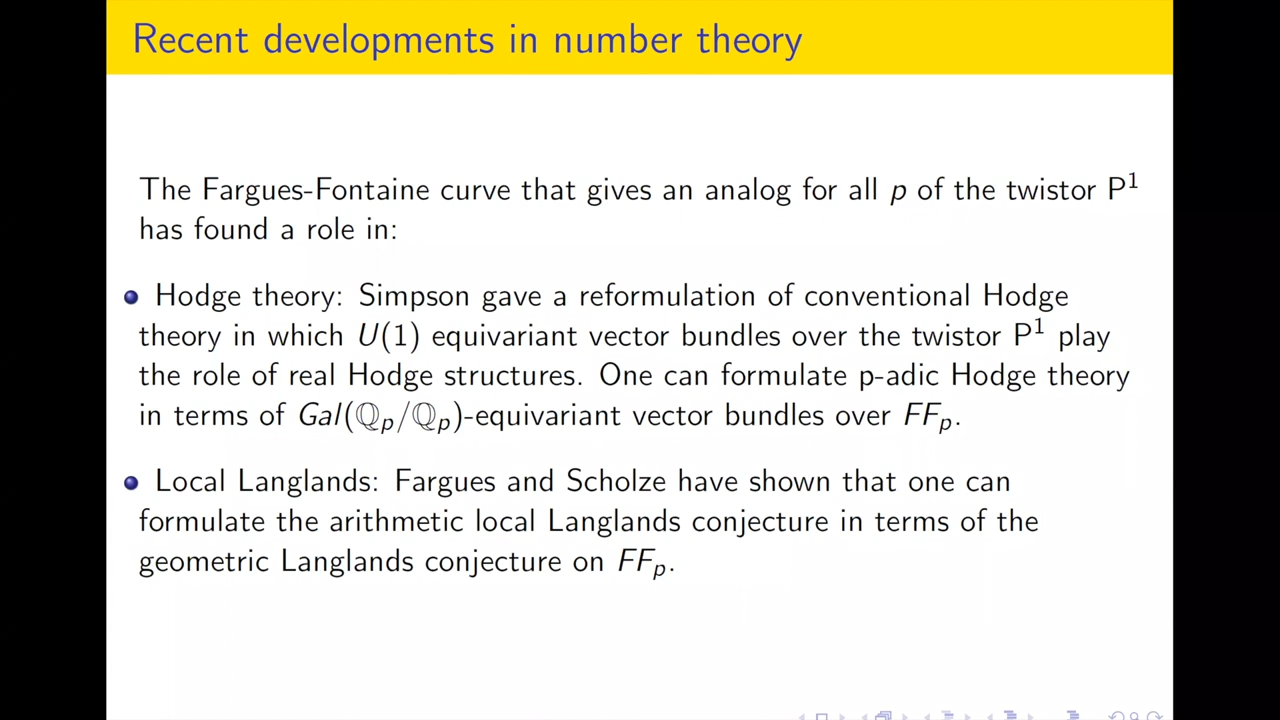 Recent developments in number theory
The Fargues-Fontaine curve that gives an analog for all p of the twistor P¹
has found a role in:
Hodge theory: Simpson gave a reformulation of conventional Hodge
theory in which U(1) equivariant vector bundles over the twistor P¹ play
the role of real Hodge structures. One can formulate p-adic Hodge theory
in terms of Gal(ℚₚ/ℚₚ)-equivariant vector bundles over FFₚ.
Local Langlands: Fargues and Scholze have shown that one can
formulate the arithmetic local Langlands conjecture in terms of the
geometric Langlands conjecture on FFₚ.